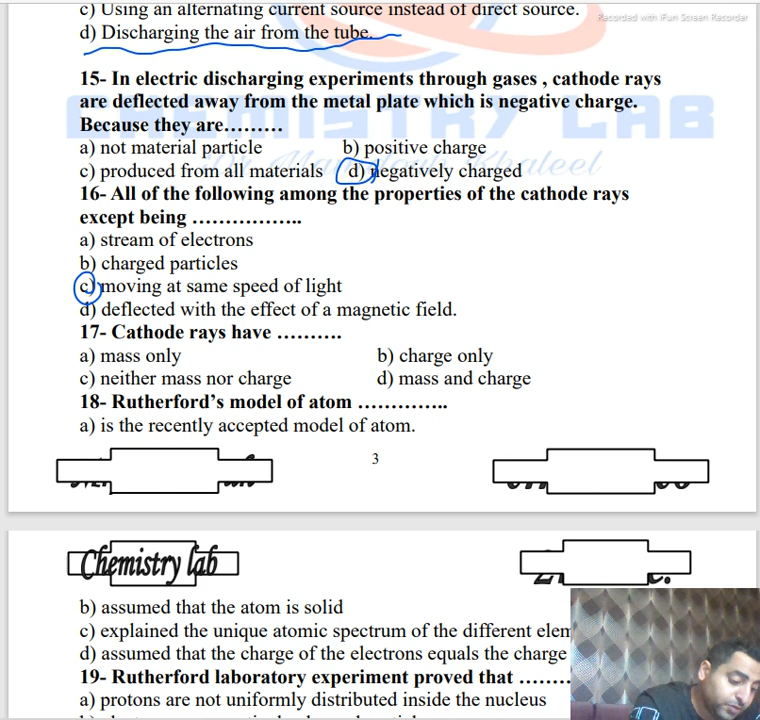 c) Using an alternating current source instead of direct source.
Recorded with iFun Screen Recorder
d) Discharging the air from the tube.
15- In electric discharging experiments through gases , cathode rays
are deflected away from the metal plate which is negative charge.
Because they are………
CHEMISTRY LAB
a) not material particle b) positive charge
Khaleel
c) produced from all materials d) negatively charged
16- All of the following among the properties of the cathode rays
except being ……………..
a) stream of electrons
b) charged particles
c) moving at same speed of light
d) deflected with the effect of a magnetic field.
17- Cathode rays have ……….
a) mass only b) charge only
c) neither mass nor charge d) mass and charge
18- Rutherford’s model of atom …………..
a) is the recently accepted model of atom.
3
Chemistry lab
b) assumed that the atom is solid
c) explained the unique atomic spectrum of the different elem
d) assumed that the charge of the electrons equals the charge
19- Rutherford laboratory experiment proved that ……..
a) protons are not uniformly distributed inside the nucleus